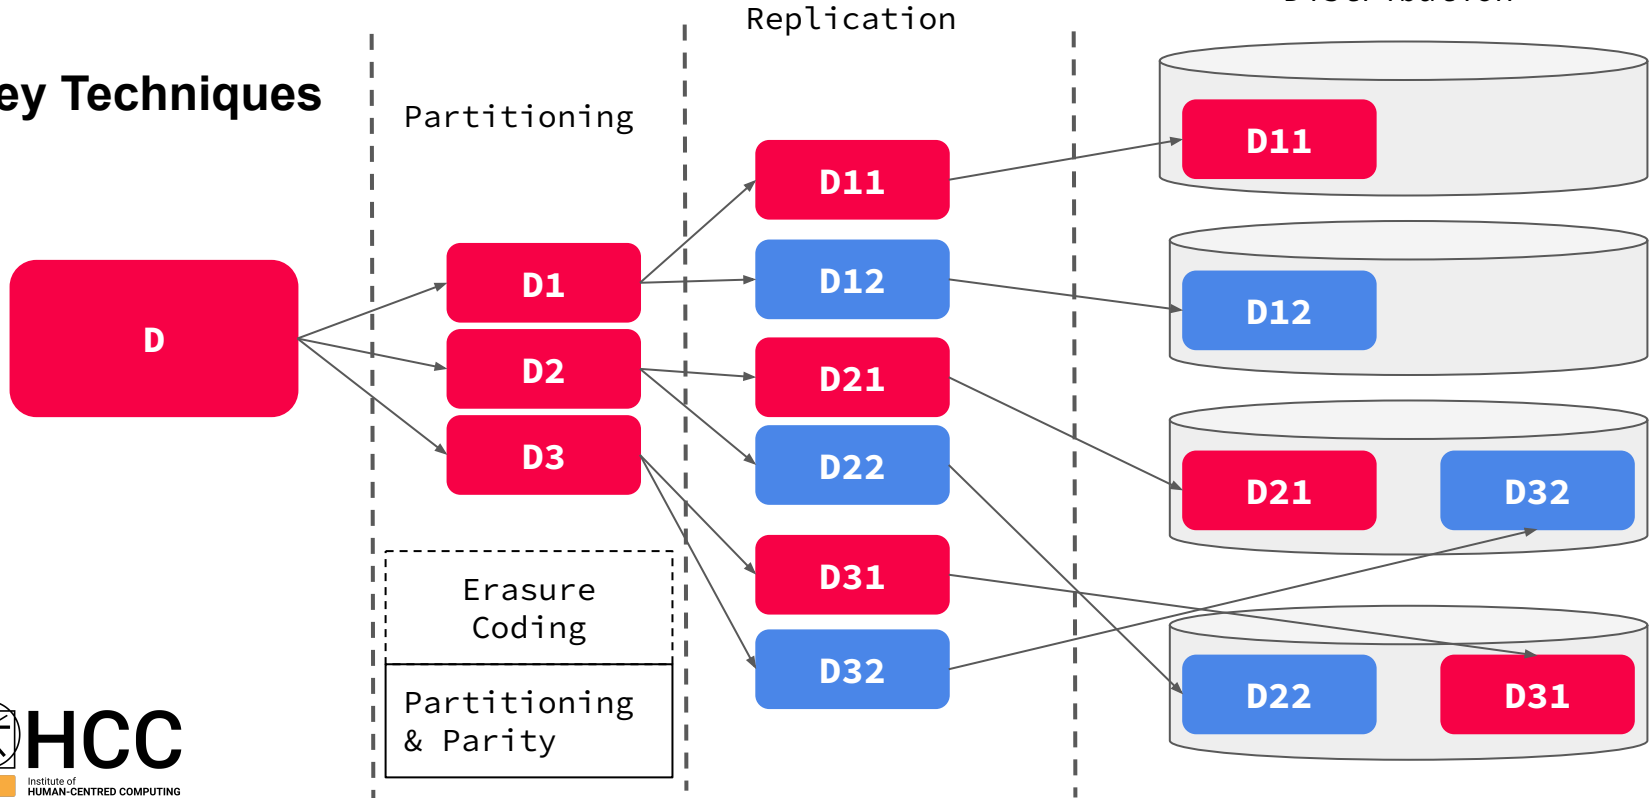 Replication
ey Techniques
Partitioning
D
D1
D2
D3
Erasure
Coding
Partitioning
& Parity
D11
D12
D21
D22
D31
D32
D11
D12
D21 D32
D22 D31
HCC
Institute of
HUMAN-CENTRED COMPUTING